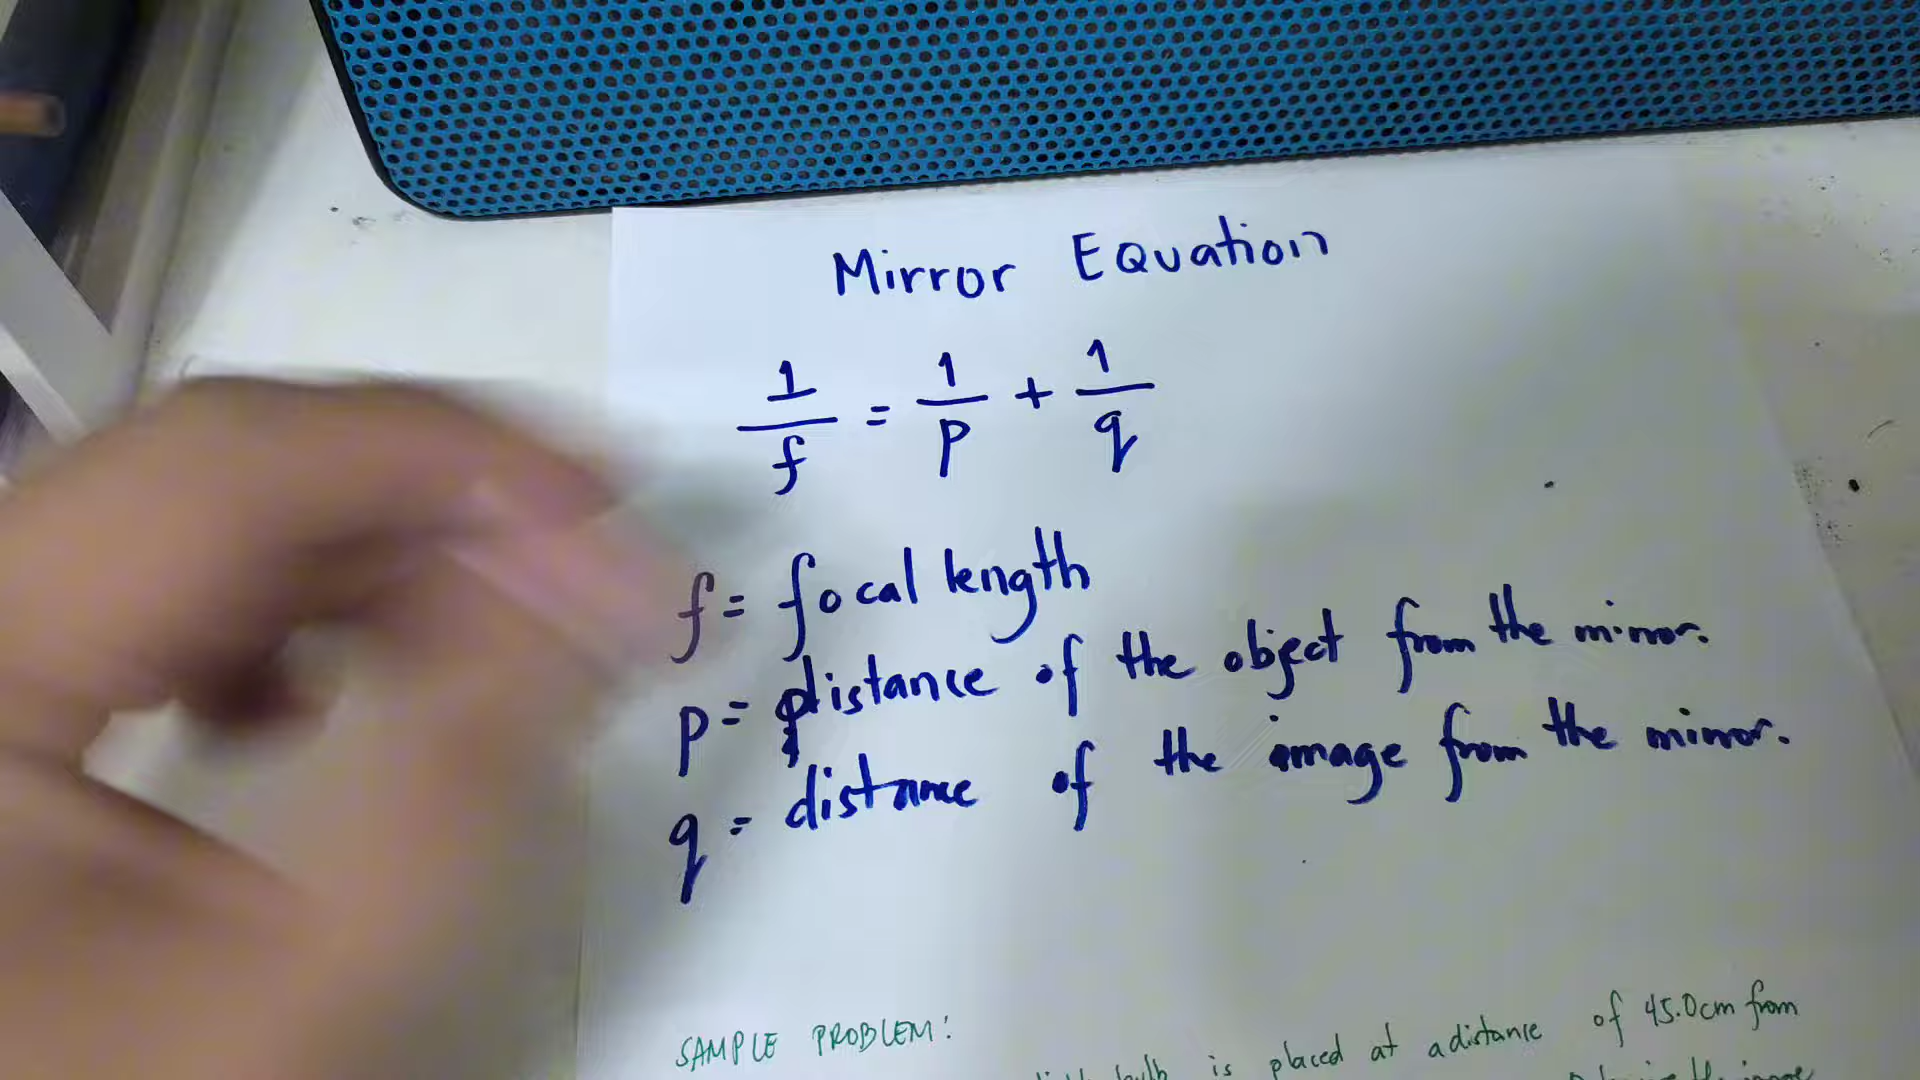 Mirror Equation
1/f = 1/p + 1/q
f = focal length
p = distance of the object from the mirror.
q = distance of the image from the mirror.
SAMPLE PROBLEM:
bulb is placed at a distance of 45.0cm from